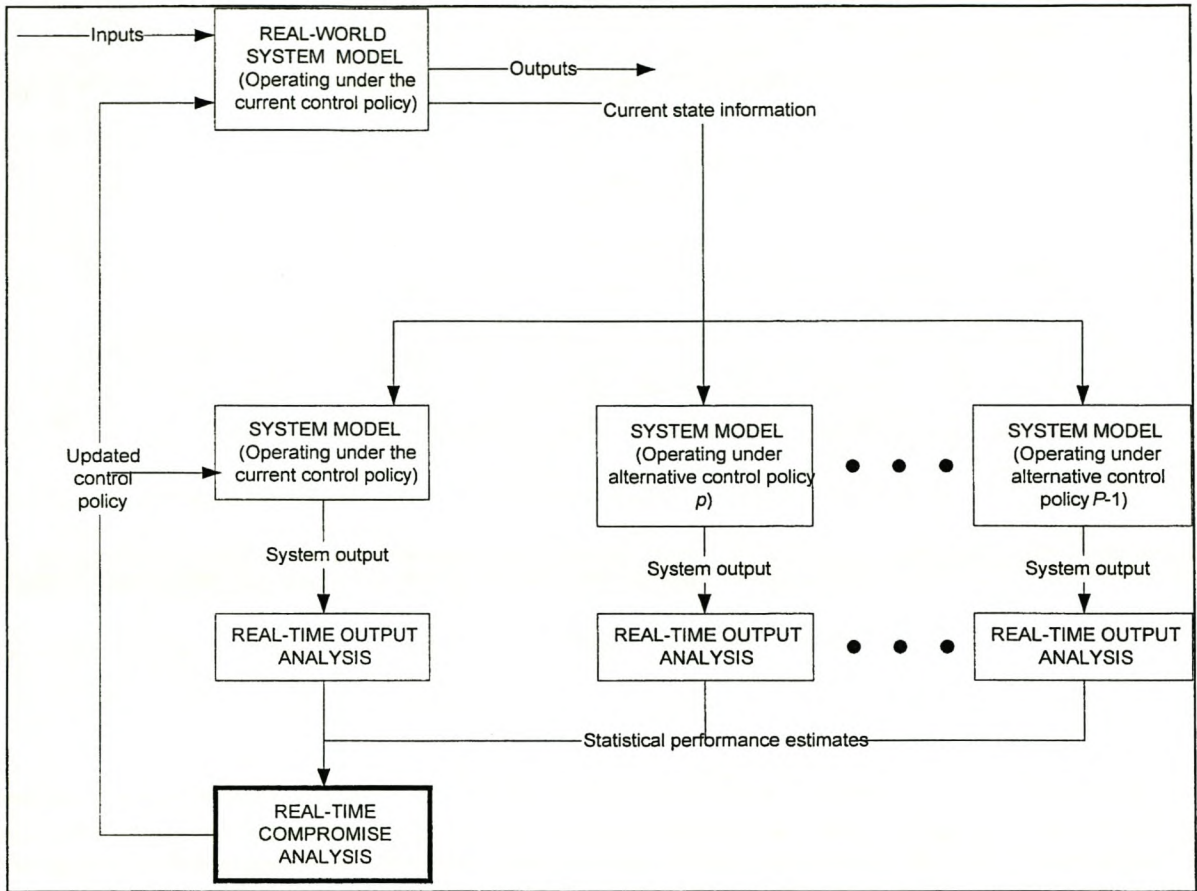 Inputs
REAL-WORLD
SYSTEM MODEL
(Operating under the
current control policy)
Outputs
Current state information
Updated
control
policy
SYSTEM MODEL
(Operating under the
current control policy)
SYSTEM MODEL
(Operating under
alternative control policy
p)
SYSTEM MODEL
(Operating under
alternative control
policy P-1)
System output
System output
System output
REAL-TIME OUTPUT
ANALYSIS
REAL-TIME OUTPUT
ANALYSIS
REAL-TIME OUTPUT
ANALYSIS
Statistical performance estimates
REAL-TIME
COMPROMISE
ANALYSIS